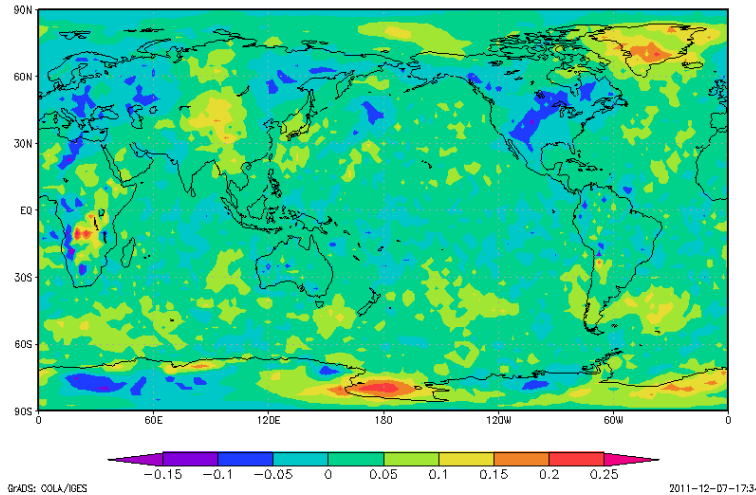 90N
60N
30N
EQ
30S
60S
90S
0 60E 120E 180 120W 60W 0
-0.15 -0.1 -0.05 0 0.05 0.1 0.15 0.2 0.25
GrADS: COLA/IGES 2011-12-07-17:3